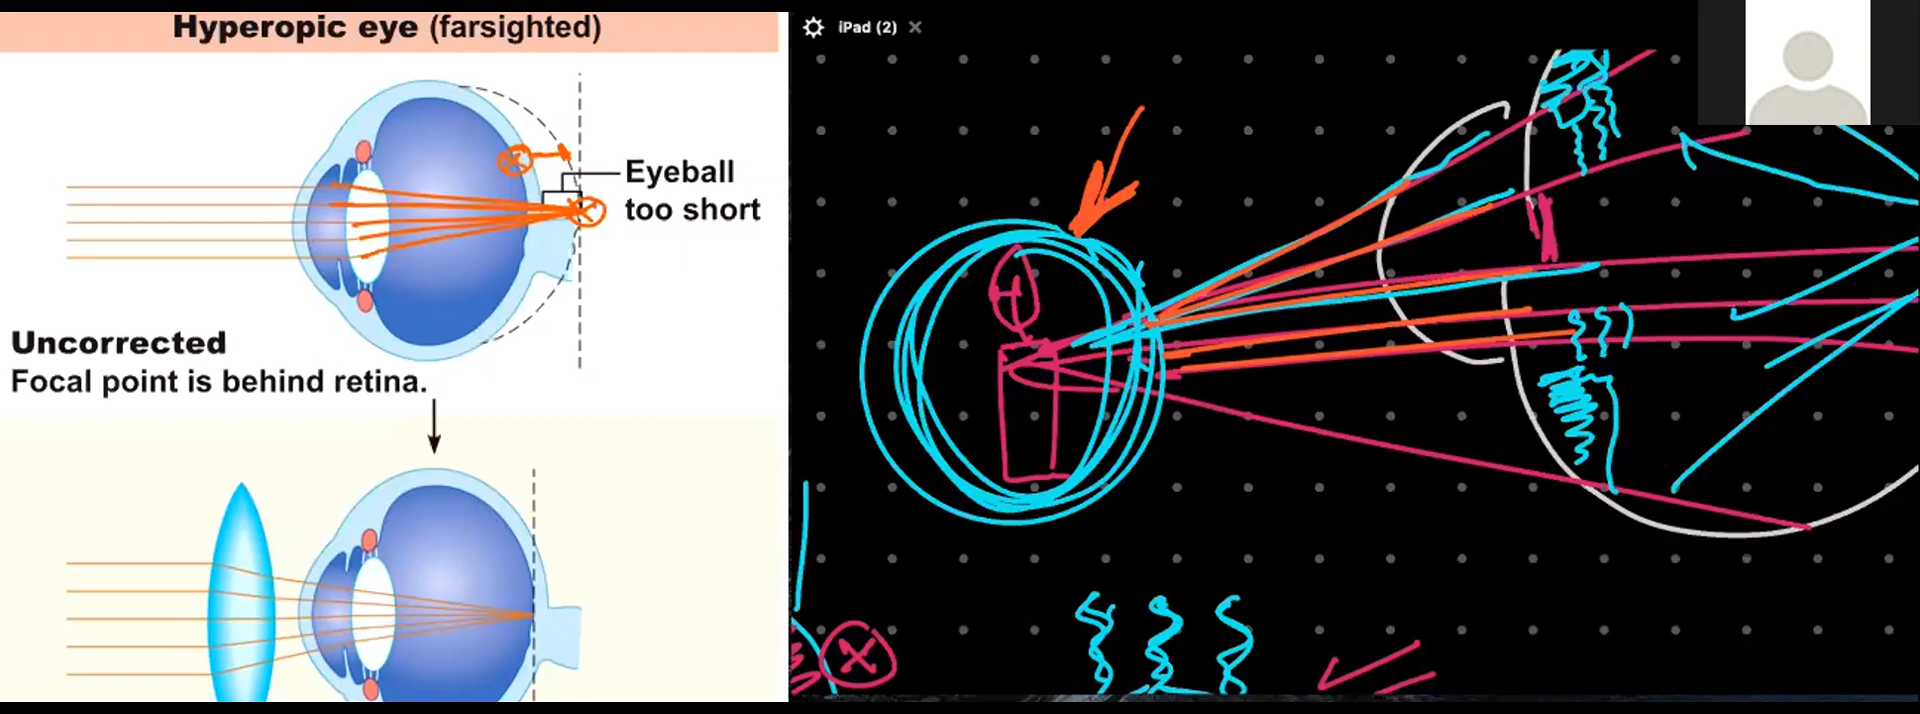 Hyperopic eye (farsighted)
Eyeball
too short
Uncorrected
Focal point is behind retina.
iPad (2)